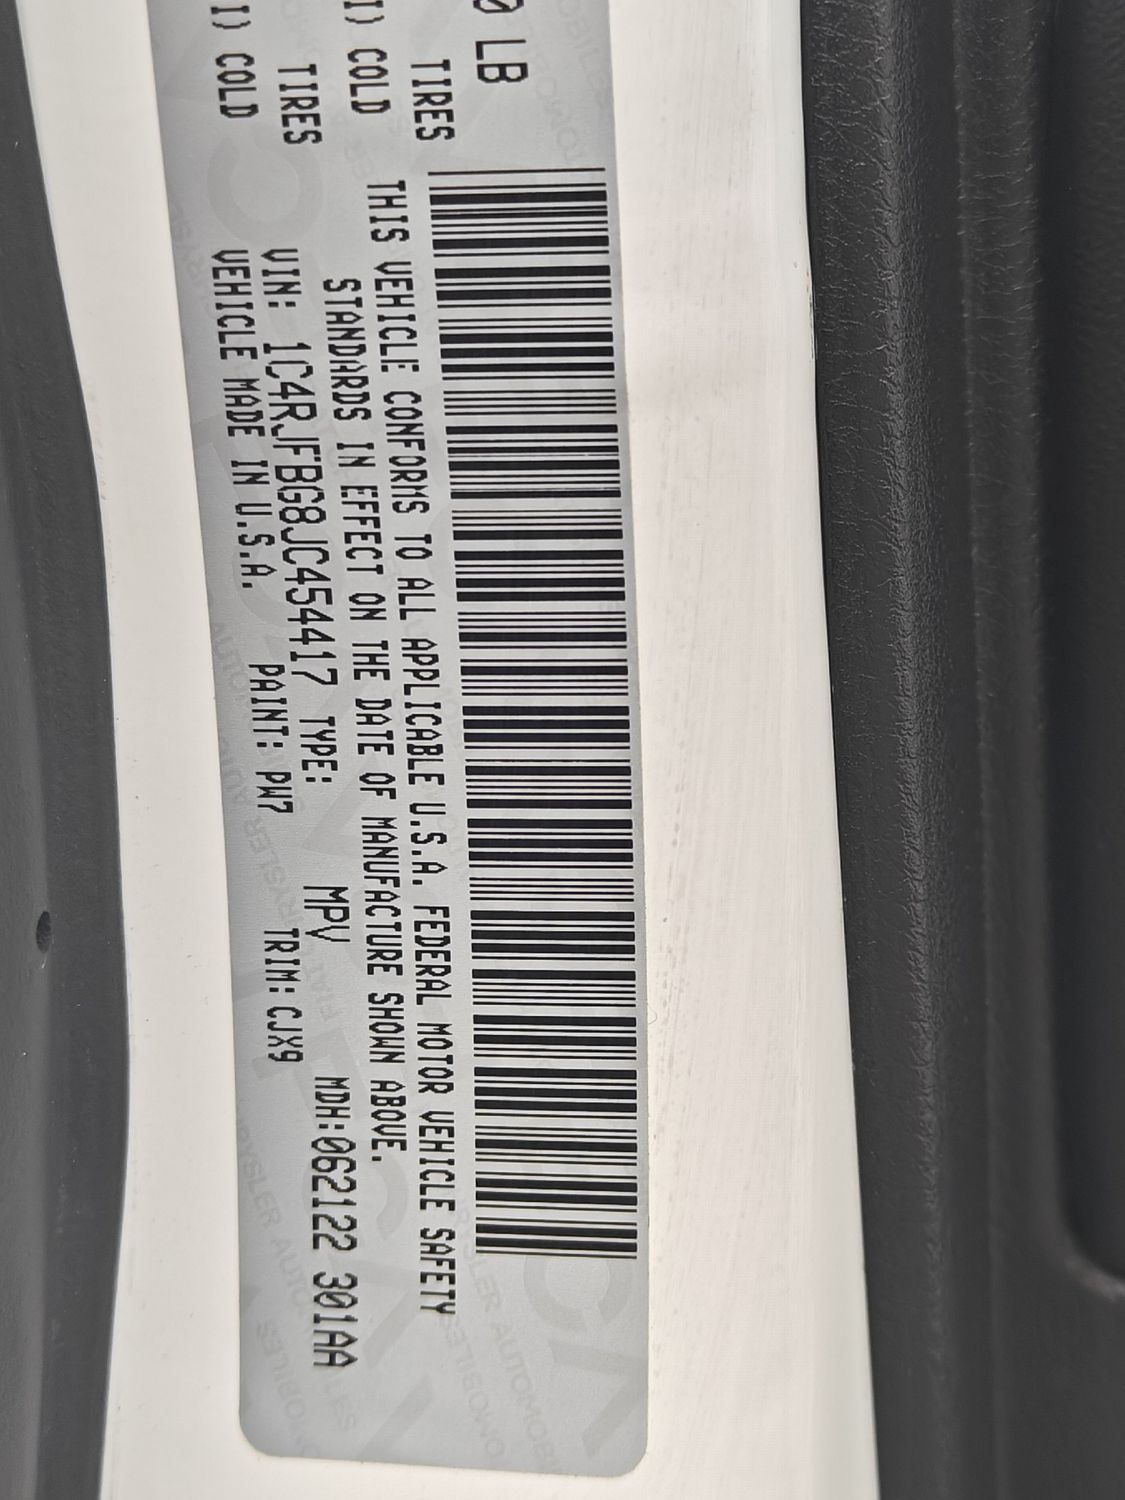 0 LB
TIRES
I) COLD
THIS VEHICLE CONFORMS TO ALL APPLICABLE U.S.A. FEDERAL MOTOR VEHICLE SAFETY
TIRES
STANDARDS IN EFFECT ON THE DATE OF MANUFACTURE SHOWN ABOVE.
I) COLD
VIN: 1C4RJFBG8JC454417 TYPE: MPV MDH:062122 301AA
VEHICLE MADE IN U.S.A. PAINT: PW7 TRIM: CJX9